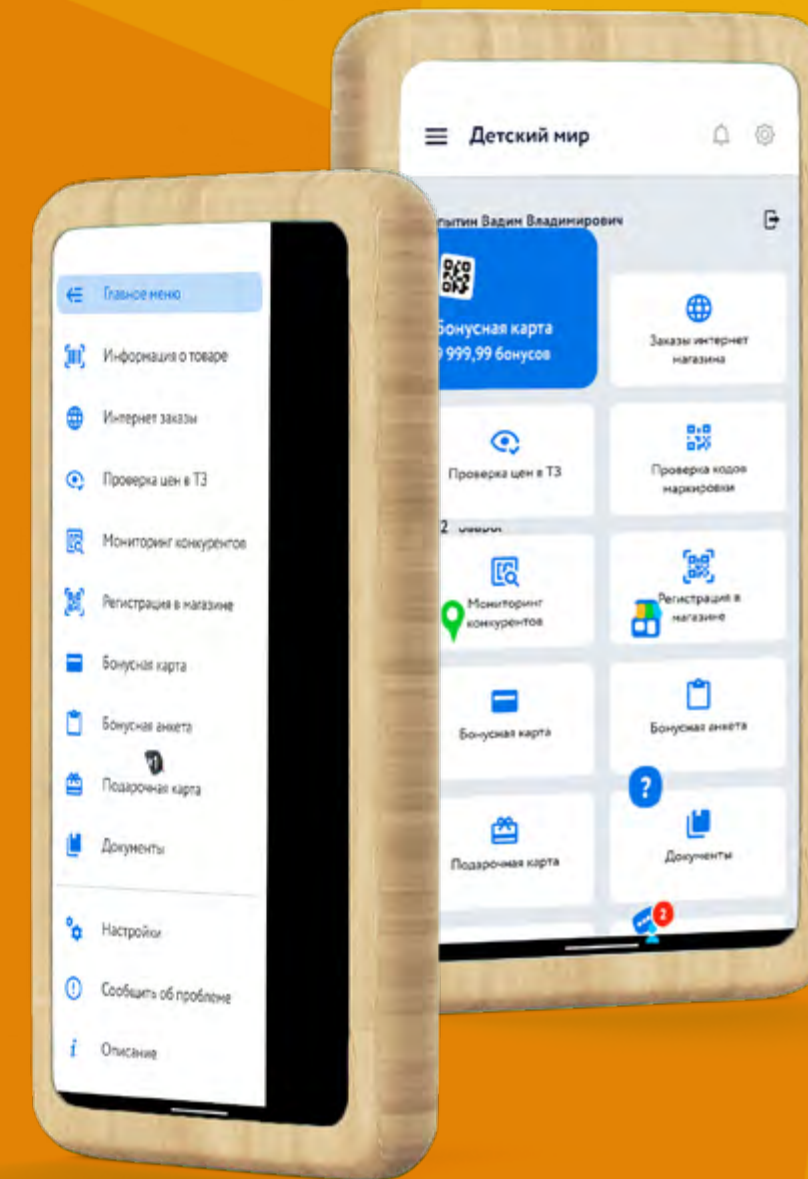 Главное меню
Информация о товаре
Интернет заказы
Проверка цен в ТЗ
Мониторинг конкурентов
Регистрация в магазине
Бонусная карта
Бонусная анкета
Подарочная карта
Документы
Настройки
Сообщить об проблеме
i Описание
Детский мир
Вадим Владимирович
Бонусная карта
999,99 бонусов
Заказы интернет
магазина
Проверка цен в ТЗ
Проверка кодов
маркировки
2
Мониторинг
конкурентов
Регистрация в
магазине
Бонусная карта
Бонусная анкета
?
Подарочная карта
Документы
2